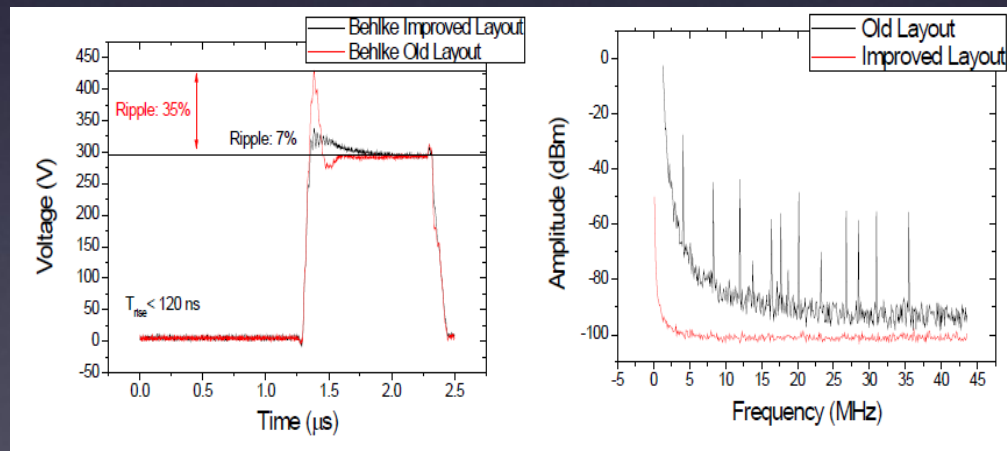 Behlke Improved Layout
Behlke Old Layout
450
400
350
300
250
200
150
100
50
0
-50
Voltage (V)
Ripple: 35%
Ripple: 7%
Trise< 120 ns
0.0 0.5 1.0 1.5 2.0 2.5
Time (μs)
Old Layout
Improved Layout
0
-20
-40
-60
-80
-100
Amplitude (dBm)
-5 0 5 10 15 20 25 30 35 40 45
Frequency (MHz)